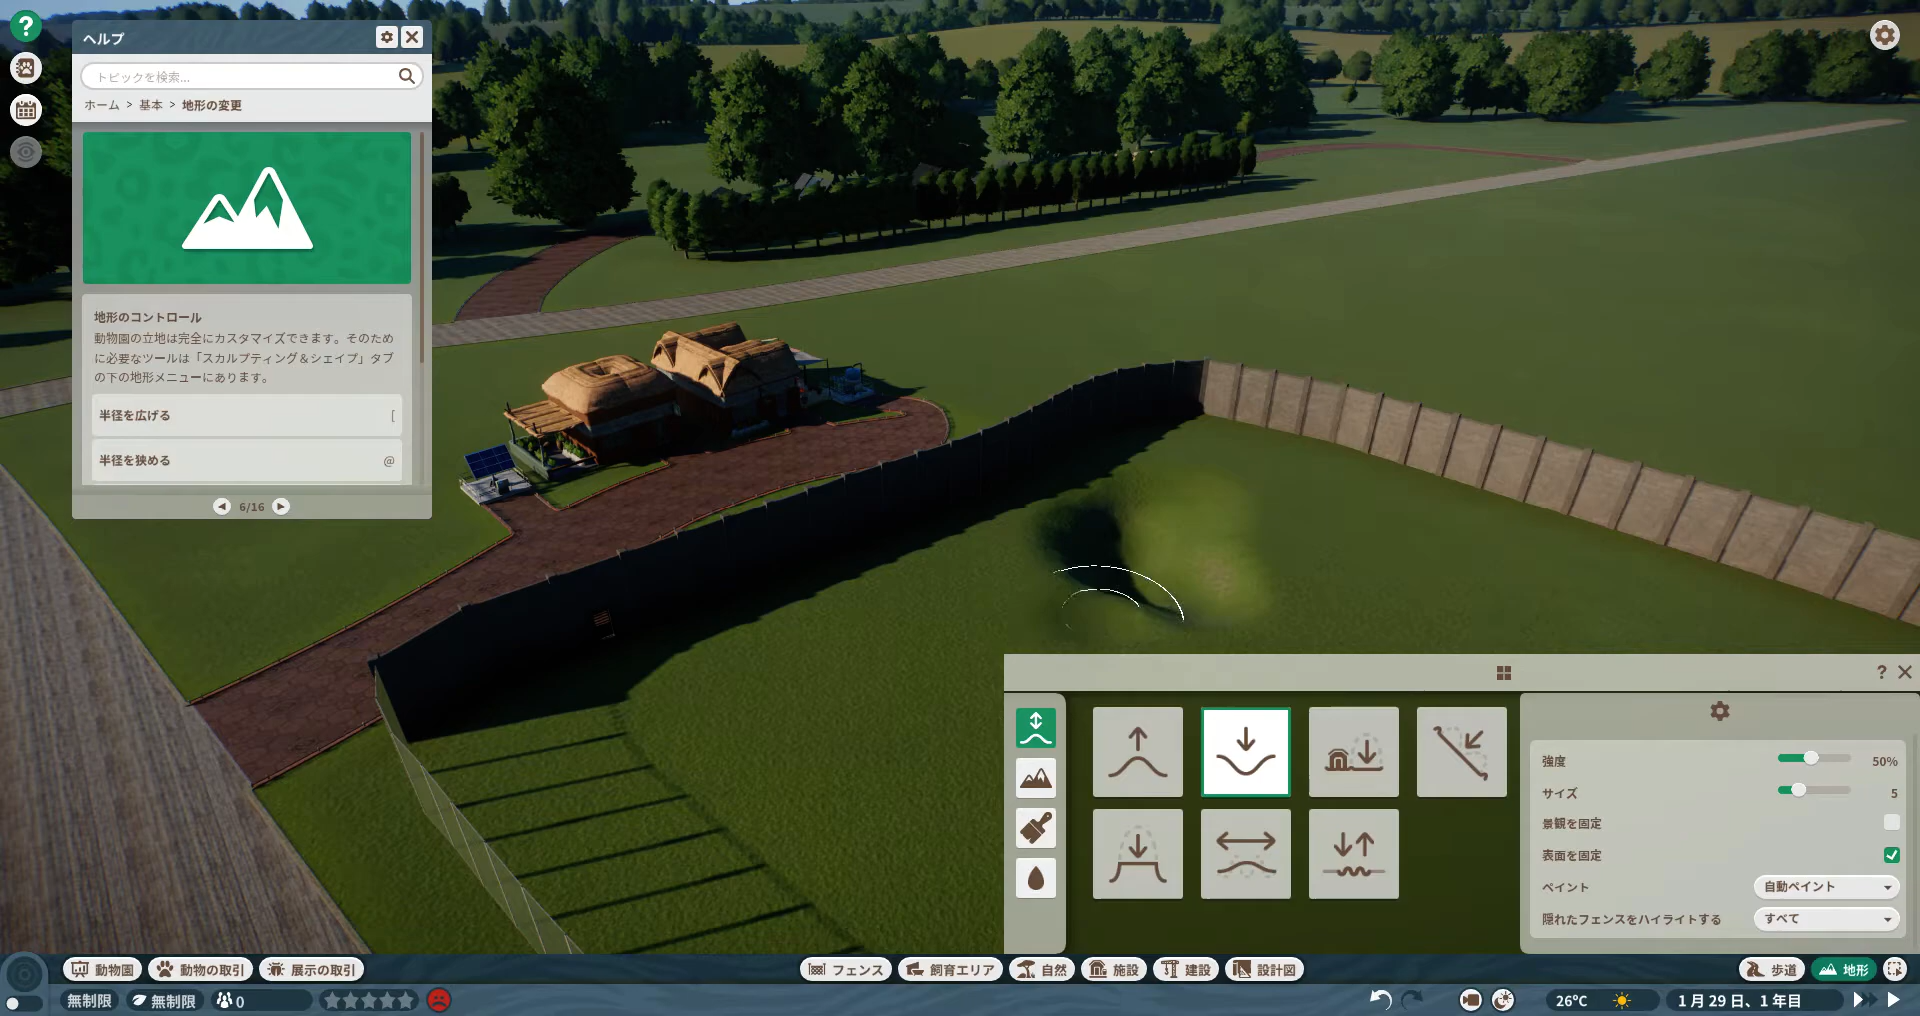 ?
ヘルプ
トピックを検索...
ホーム > 基本 > 地形の変更
地形のコントロール
動物園の立地は完全にカスタマイズできます。そのため
に必要なツールは「スカルプティング＆シェイプ」タブ
の下の地形メニューにあります。
半径を広げる [
半径を狭める @
6/16
?
強度 50%
サイズ 5
景観を固定
表面を固定
ペイント 自動ペイント
隠れたフェンスをハイライトする すべて
動物園 動物の取引 展示の取引
フェンス 飼育エリア 自然 施設 建設 設計図
歩道 地形
無制限 無制限 0
26°C 1月29日、1年目